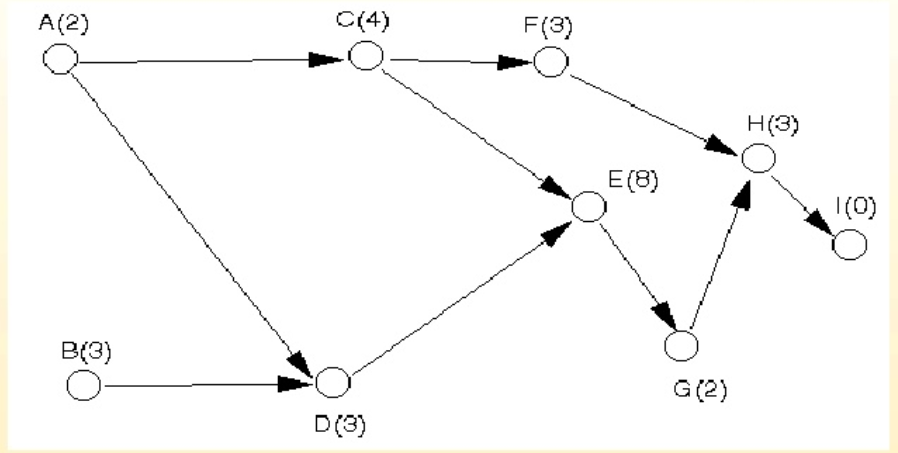 A(2)
C(4)
F(3)
H(3)
E(8)
I(0)
B(3)
G(2)
D(3)